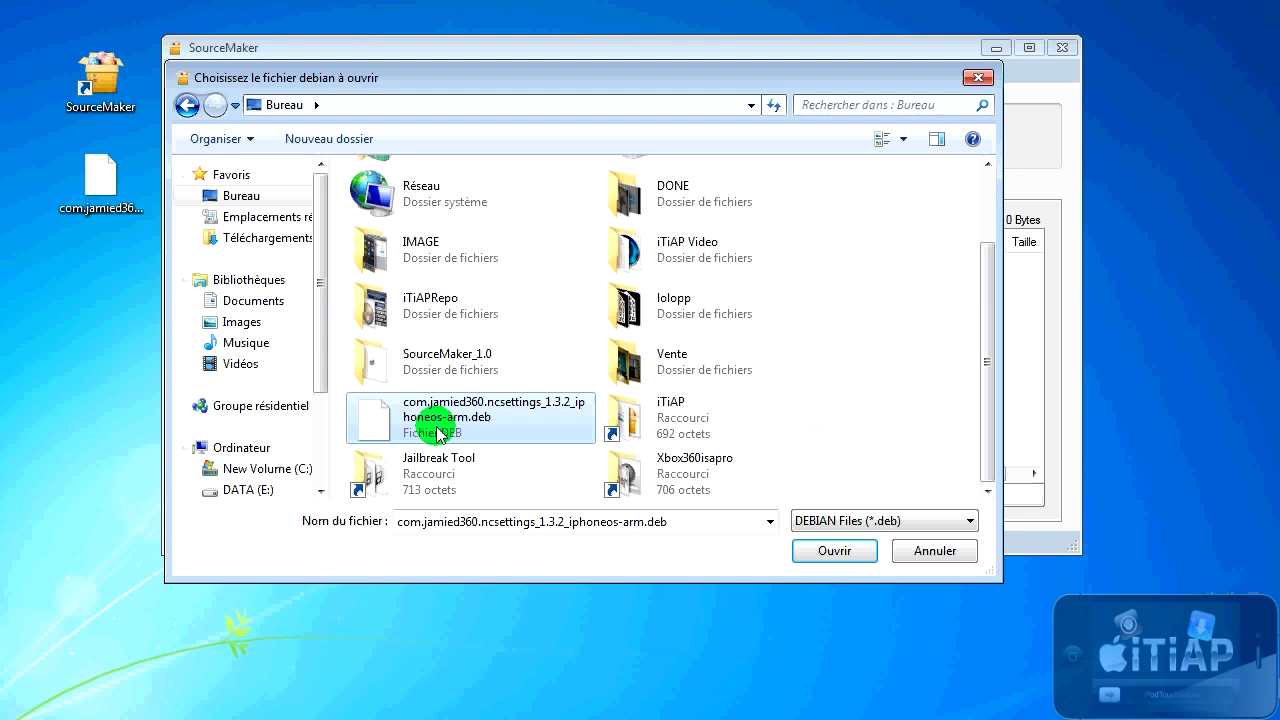 SourceMaker
com.jamied36...
SourceMaker
Choisissez le fichier debian à ouvrir
Bureau
Rechercher dans : Bureau
Organiser
Nouveau dossier
Favoris
Bureau
Emplacements ré
Téléchargements
Bibliothèques
Documents
Images
Musique
Vidéos
Groupe résidentiel
Ordinateur
New Volume (C:)
DATA (E:)
Réseau
Dossier système
DONE
Dossier de fichiers
IMAGE
Dossier de fichiers
iTiAP Video
Dossier de fichiers
iTiAPRepo
Dossier de fichiers
lolopp
Dossier de fichiers
SourceMaker_1.0
Dossier de fichiers
Vente
Dossier de fichiers
com.jamied360.ncsettings_1.3.2_ip
honeos-arm.deb
Fichier DEB
iTiAP
Raccourci
692 octets
Jailbreak Tool
Raccourci
713 octets
Xbox360isapro
Raccourci
706 octets
Nom du fichier :
com.jamied360.ncsettings_1.3.2_iphoneos-arm.deb
DEBIAN Files (*.deb)
Ouvrir
Annuler
0 Bytes
Taille
iTiAP